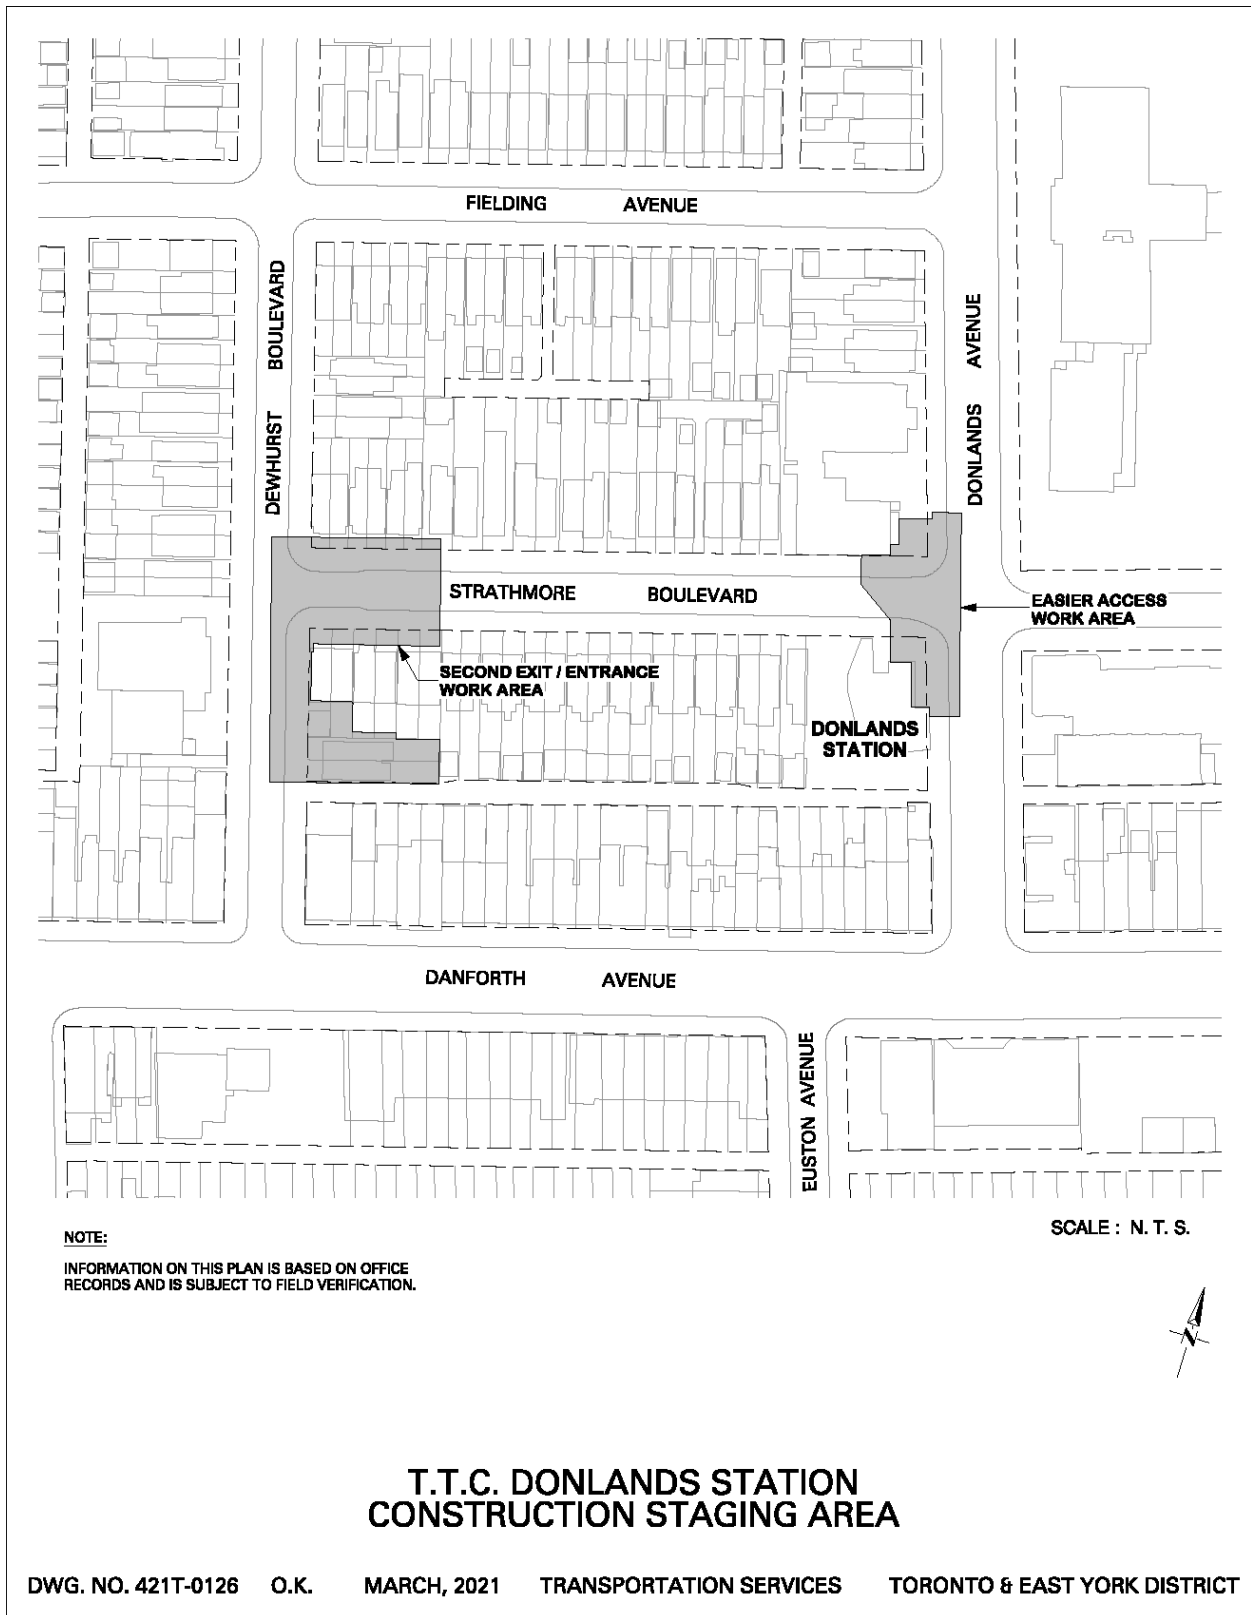 FIELDING AVENUE
DEWHURST BOULEVARD
DONLANDS AVENUE
STRATHMORE BOULEVARD
EASIER ACCESS
WORK AREA
SECOND EXIT / ENTRANCE
WORK AREA
DONLANDS
STATION
DANFORTH AVENUE
EUSTON AVENUE
NOTE:
INFORMATION ON THIS PLAN IS BASED ON OFFICE
RECORDS AND IS SUBJECT TO FIELD VERIFICATION.
SCALE : N. T. S.
N
T.T.C. DONLANDS STATION
CONSTRUCTION STAGING AREA
DWG. NO. 421T-0126 O.K. MARCH, 2021 TRANSPORTATION SERVICES TORONTO & EAST YORK DISTRICT